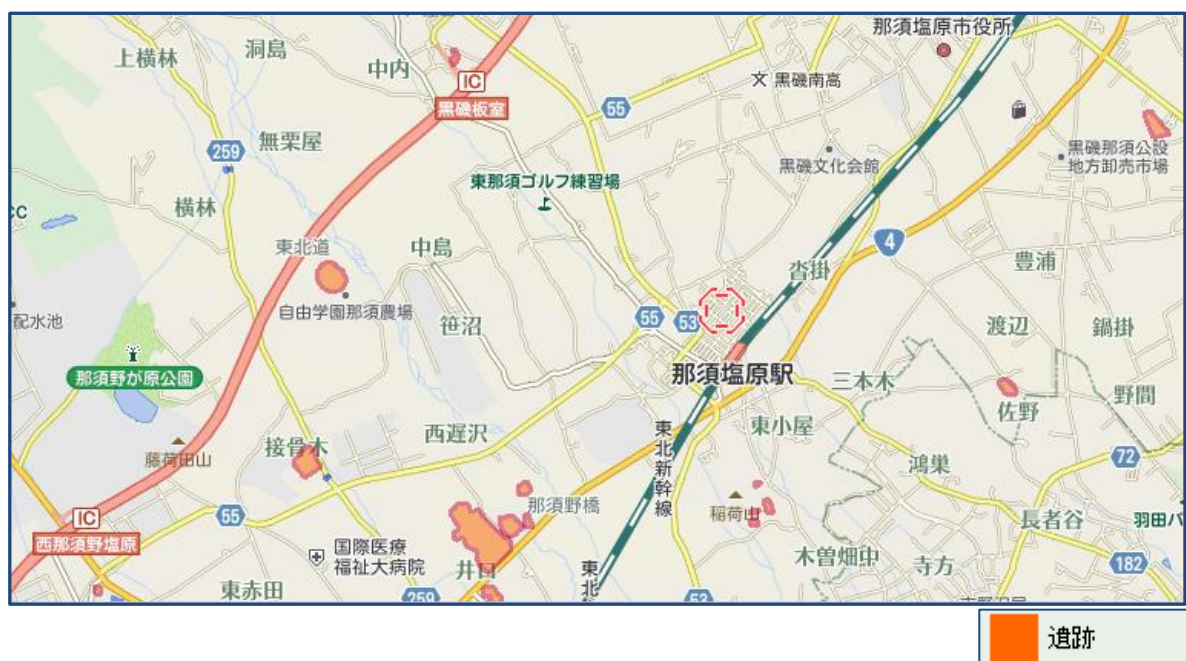 那須塩原市役所
上横林
洞島
中内
IC
黒磯板室
文 黒磯南高
55
259
無栗屋
黒磯文化会館
黒磯那須公設
地方卸売市場
東那須ゴルフ練習場
CC
横林
東北道
中島
4
沓掛
豊浦
自由学園那須農場
配水池
笹沼
55
53
渡辺
鍋掛
那須野が原公園
那須塩原駅
三本木
佐野
野間
藤荷田山
接骨木
西遅沢
東小屋
東北新幹線
鴻巣
72
那須野橋
稲荷山
IC
西那須野塩原
55
長者谷
羽田パ
国際医療
福祉大病院
井口
木曽畑中
寺方
182
東赤田
259
東北
53
遺跡